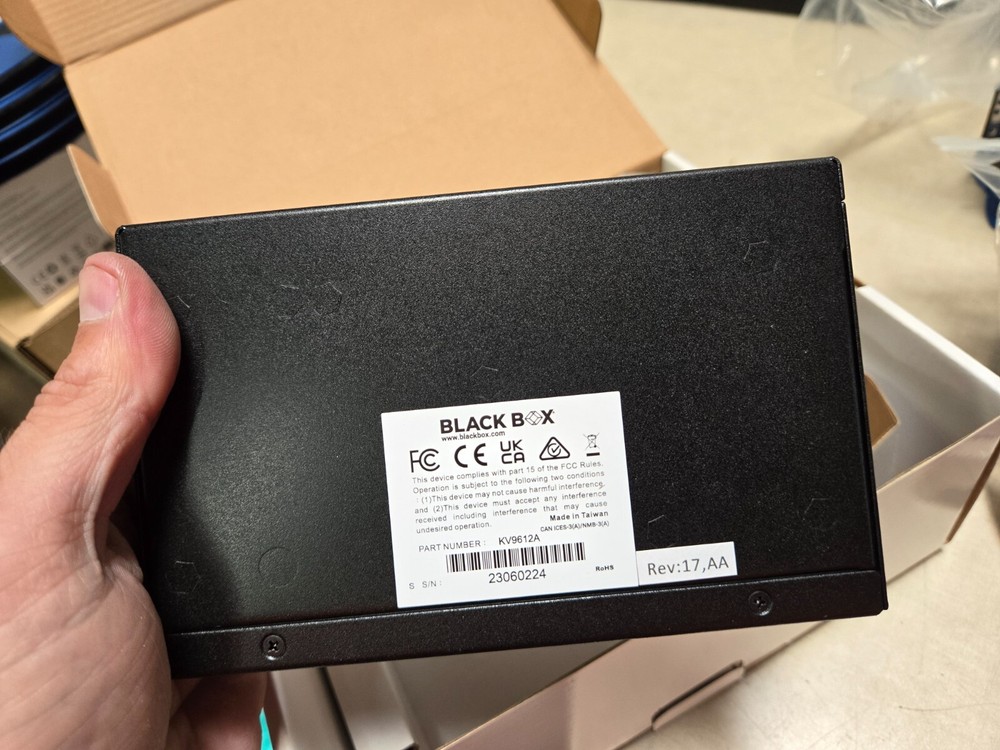 BLACK BOX
www.blackbox.com
FC CE UK CA
This device complies with part 15 of the FCC Rules.
Operation is subject to the following two conditions
: (1)This device may not cause harmful interference,
and (2)This device must accept any interference
received including interference that may cause
undesired operation.
Made in Taiwan
CAN ICES-3(A)/NMB-3(A)
PART NUMBER : KV9612A
S S/N : 23060224
RoHS
Rev:17,AA